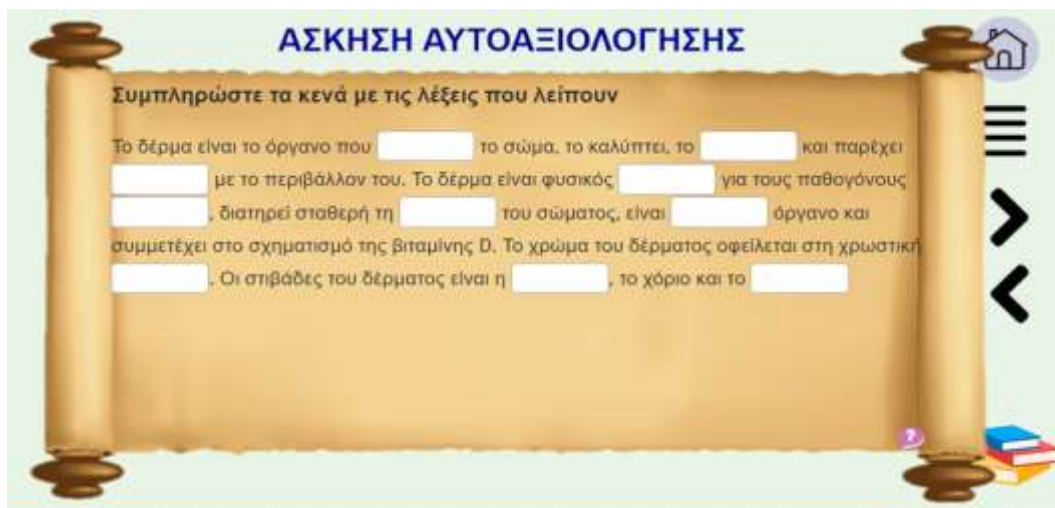 ΑΣΚΗΣΗ ΑΥΤΟΑΞΙΟΛΟΓΗΣΗΣ
Συμπληρώστε τα κενά με τις λέξεις που λείπουν
Το δέρμα είναι το όργανο που το σώμα, το καλύπτει, το και παρέχει
με το περιβάλλον του. Το δέρμα είναι φυσικός για τους παθογόνους
, διατηρεί σταθερή τη του σώματος, είναι όργανο και
συμμετέχει στο σχηματισμό της βιταμίνης D. Το χρώμα του δέρματος οφείλεται στη χρωστική
. Οι στιβάδες του δέρματος είναι η , το χόριο και το
?